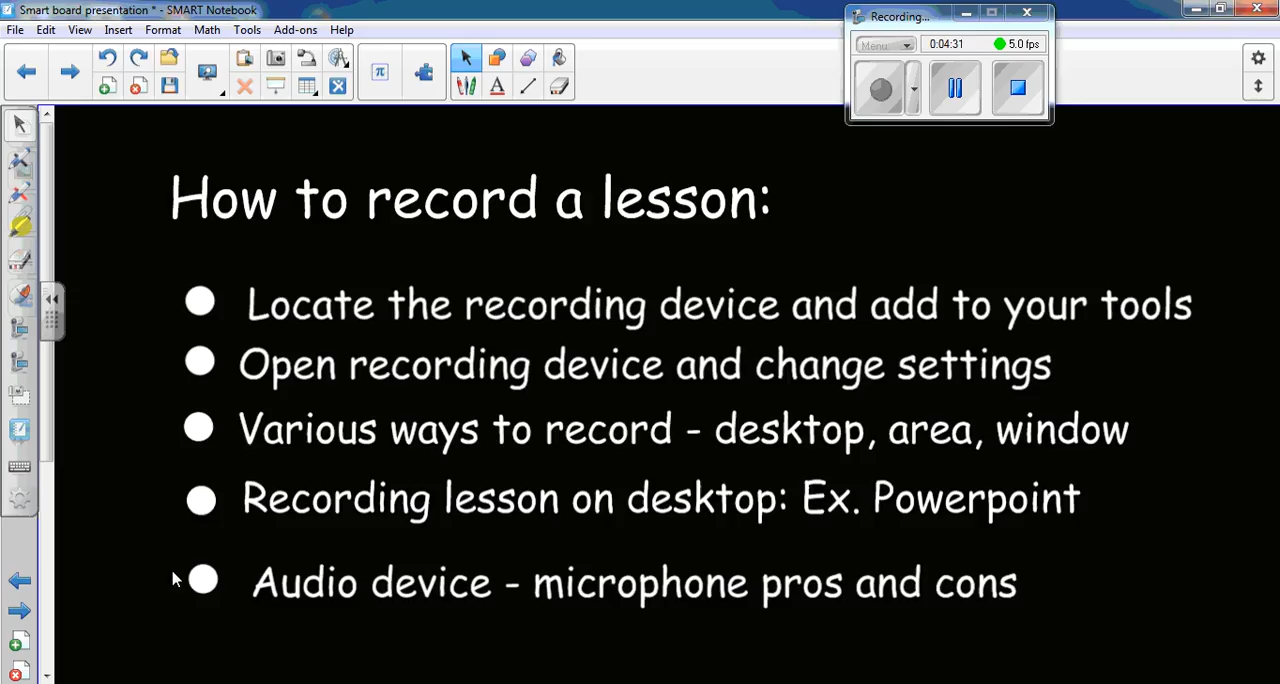 Smart board presentation * - SMART Notebook
File Edit View Insert Format Math Tools Add-ons Help
Recording...
Menu 0:04:31 5.0 fps
How to record a lesson:
Locate the recording device and add to your tools
Open recording device and change settings
Various ways to record - desktop, area, window
Recording lesson on desktop: Ex. Powerpoint
Audio device - microphone pros and cons